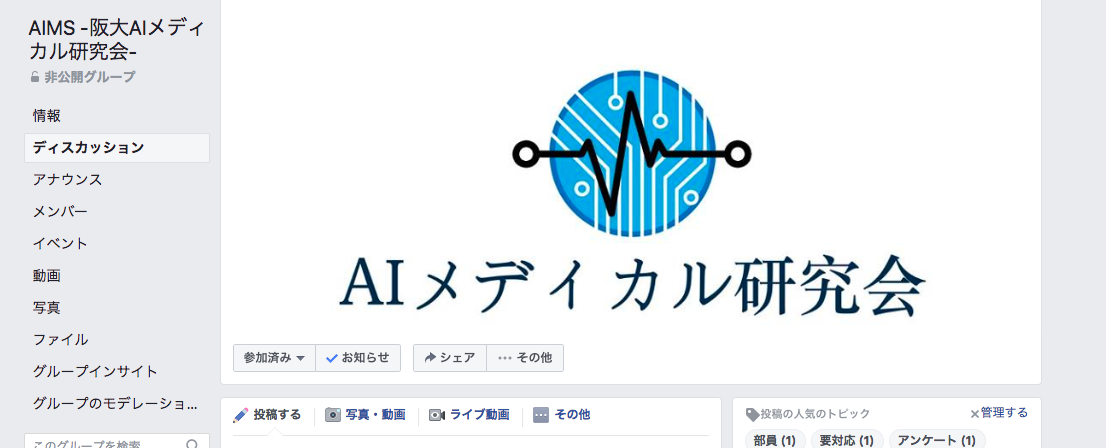 AIMS -阪大AIメディ
カル研究会-
非公開グループ
情報
ディスカッション
アナウンス
メンバー
イベント
動画
写真
ファイル
グループインサイト
グループのモデレーショ...
このグループを検索
AIメディカル研究会
参加済み お知らせ シェア ··· その他
投稿する 写真・動画 ライブ動画 その他
投稿の人気のトピック ×管理する
部員 (1) 要対応 (1) アンケート (1)